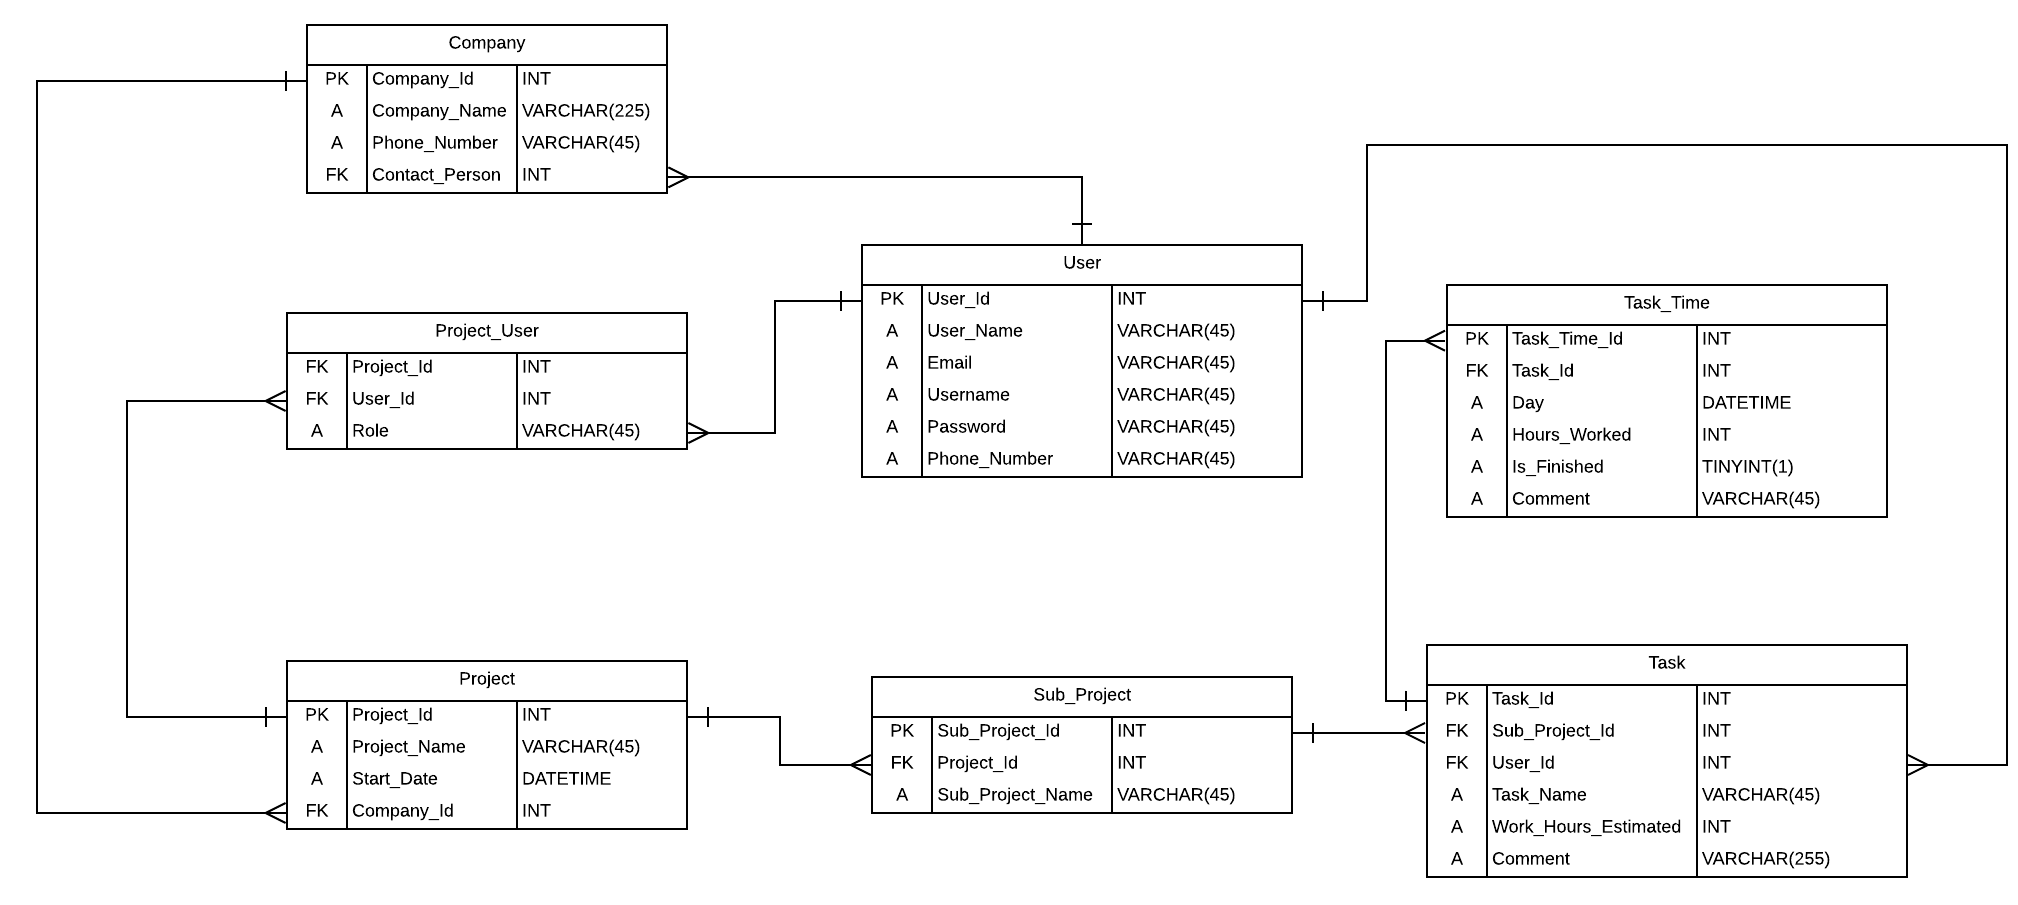 Company
PK Company_Id INT
A Company_Name VARCHAR(225)
A Phone_Number VARCHAR(45)
FK Contact_Person INT
User
PK User_Id INT
A User_Name VARCHAR(45)
A Email VARCHAR(45)
A Username VARCHAR(45)
A Password VARCHAR(45)
A Phone_Number VARCHAR(45)
Task_Time
PK Task_Time_Id INT
FK Task_Id INT
A Day DATETIME
A Hours_Worked INT
A Is_Finished TINYINT(1)
A Comment VARCHAR(45)
Project_User
FK Project_Id INT
FK User_Id INT
A Role VARCHAR(45)
Project
PK Project_Id INT
A Project_Name VARCHAR(45)
A Start_Date DATETIME
FK Company_Id INT
Sub_Project
PK Sub_Project_Id INT
FK Project_Id INT
A Sub_Project_Name VARCHAR(45)
Task
PK Task_Id INT
FK Sub_Project_Id INT
FK User_Id INT
A Task_Name VARCHAR(45)
A Work_Hours_Estimated INT
A Comment VARCHAR(255)